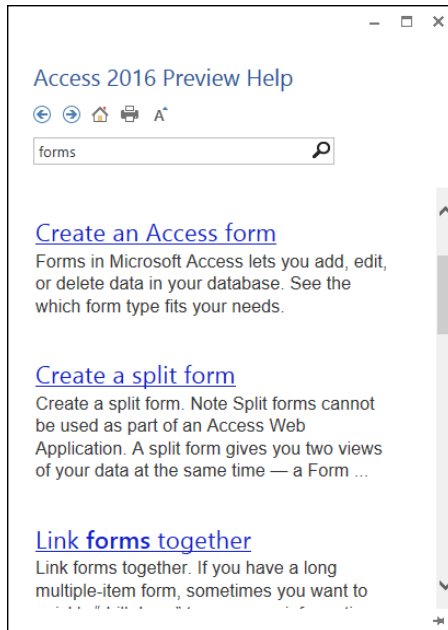 Access 2016 Preview Help
A
forms
Create an Access form
Forms in Microsoft Access lets you add, edit,
or delete data in your database. See the
which form type fits your needs.
Create a split form
Create a split form. Note Split forms cannot
be used as part of an Access Web
Application. A split form gives you two views
of your data at the same time — a Form ...
Link forms together
Link forms together. If you have a long
multiple-item form, sometimes you want to